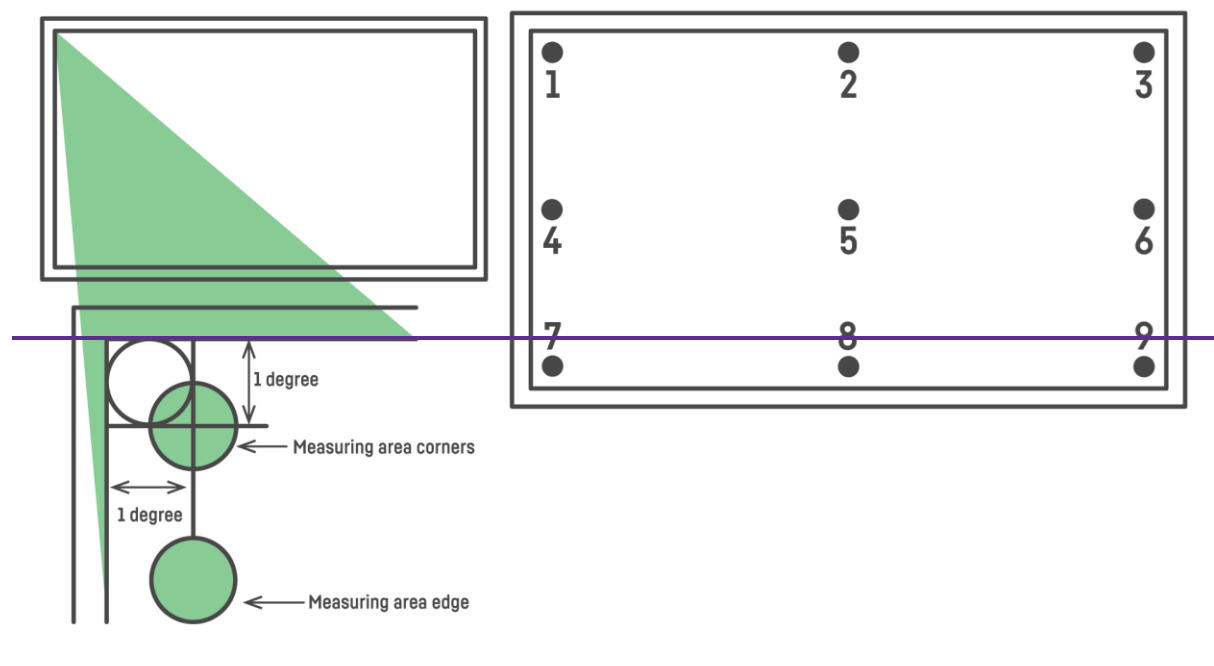 1 2 3
4 5 6
7 8 9
1 degree
Measuring area corners
1 degree
Measuring area edge